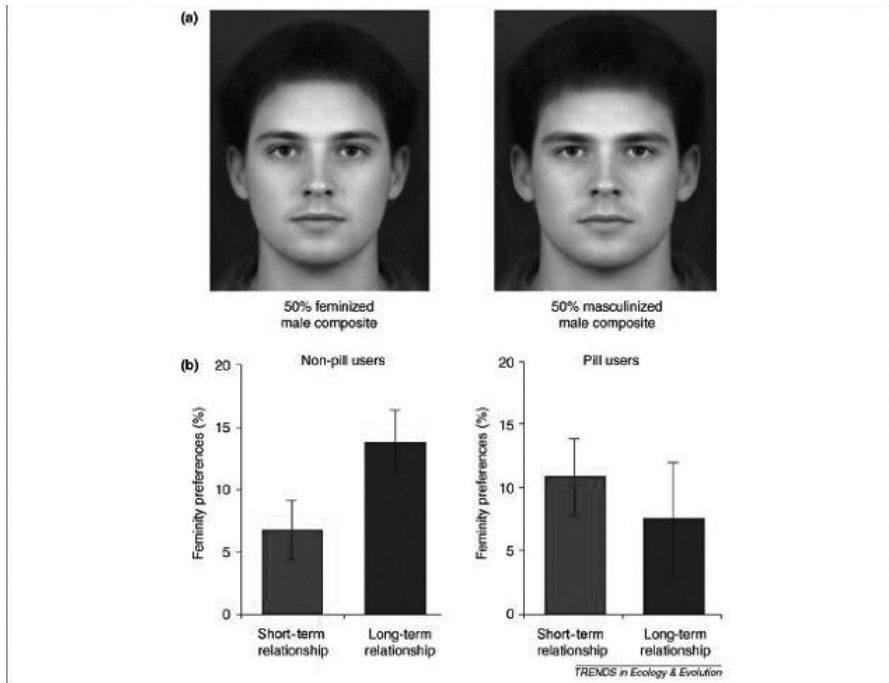 (a)
50% feminized
male composite
50% masculinized
male composite
(b)
Non-pill users
Feminity preferences (%)
20
15
10
5
0
Short-term
relationship
Long-term
relationship
Pill users
Feminity preferences (%)
20
15
10
5
0
Short-term
relationship
Long-term
relationship
TRENDS in Ecology & Evolution